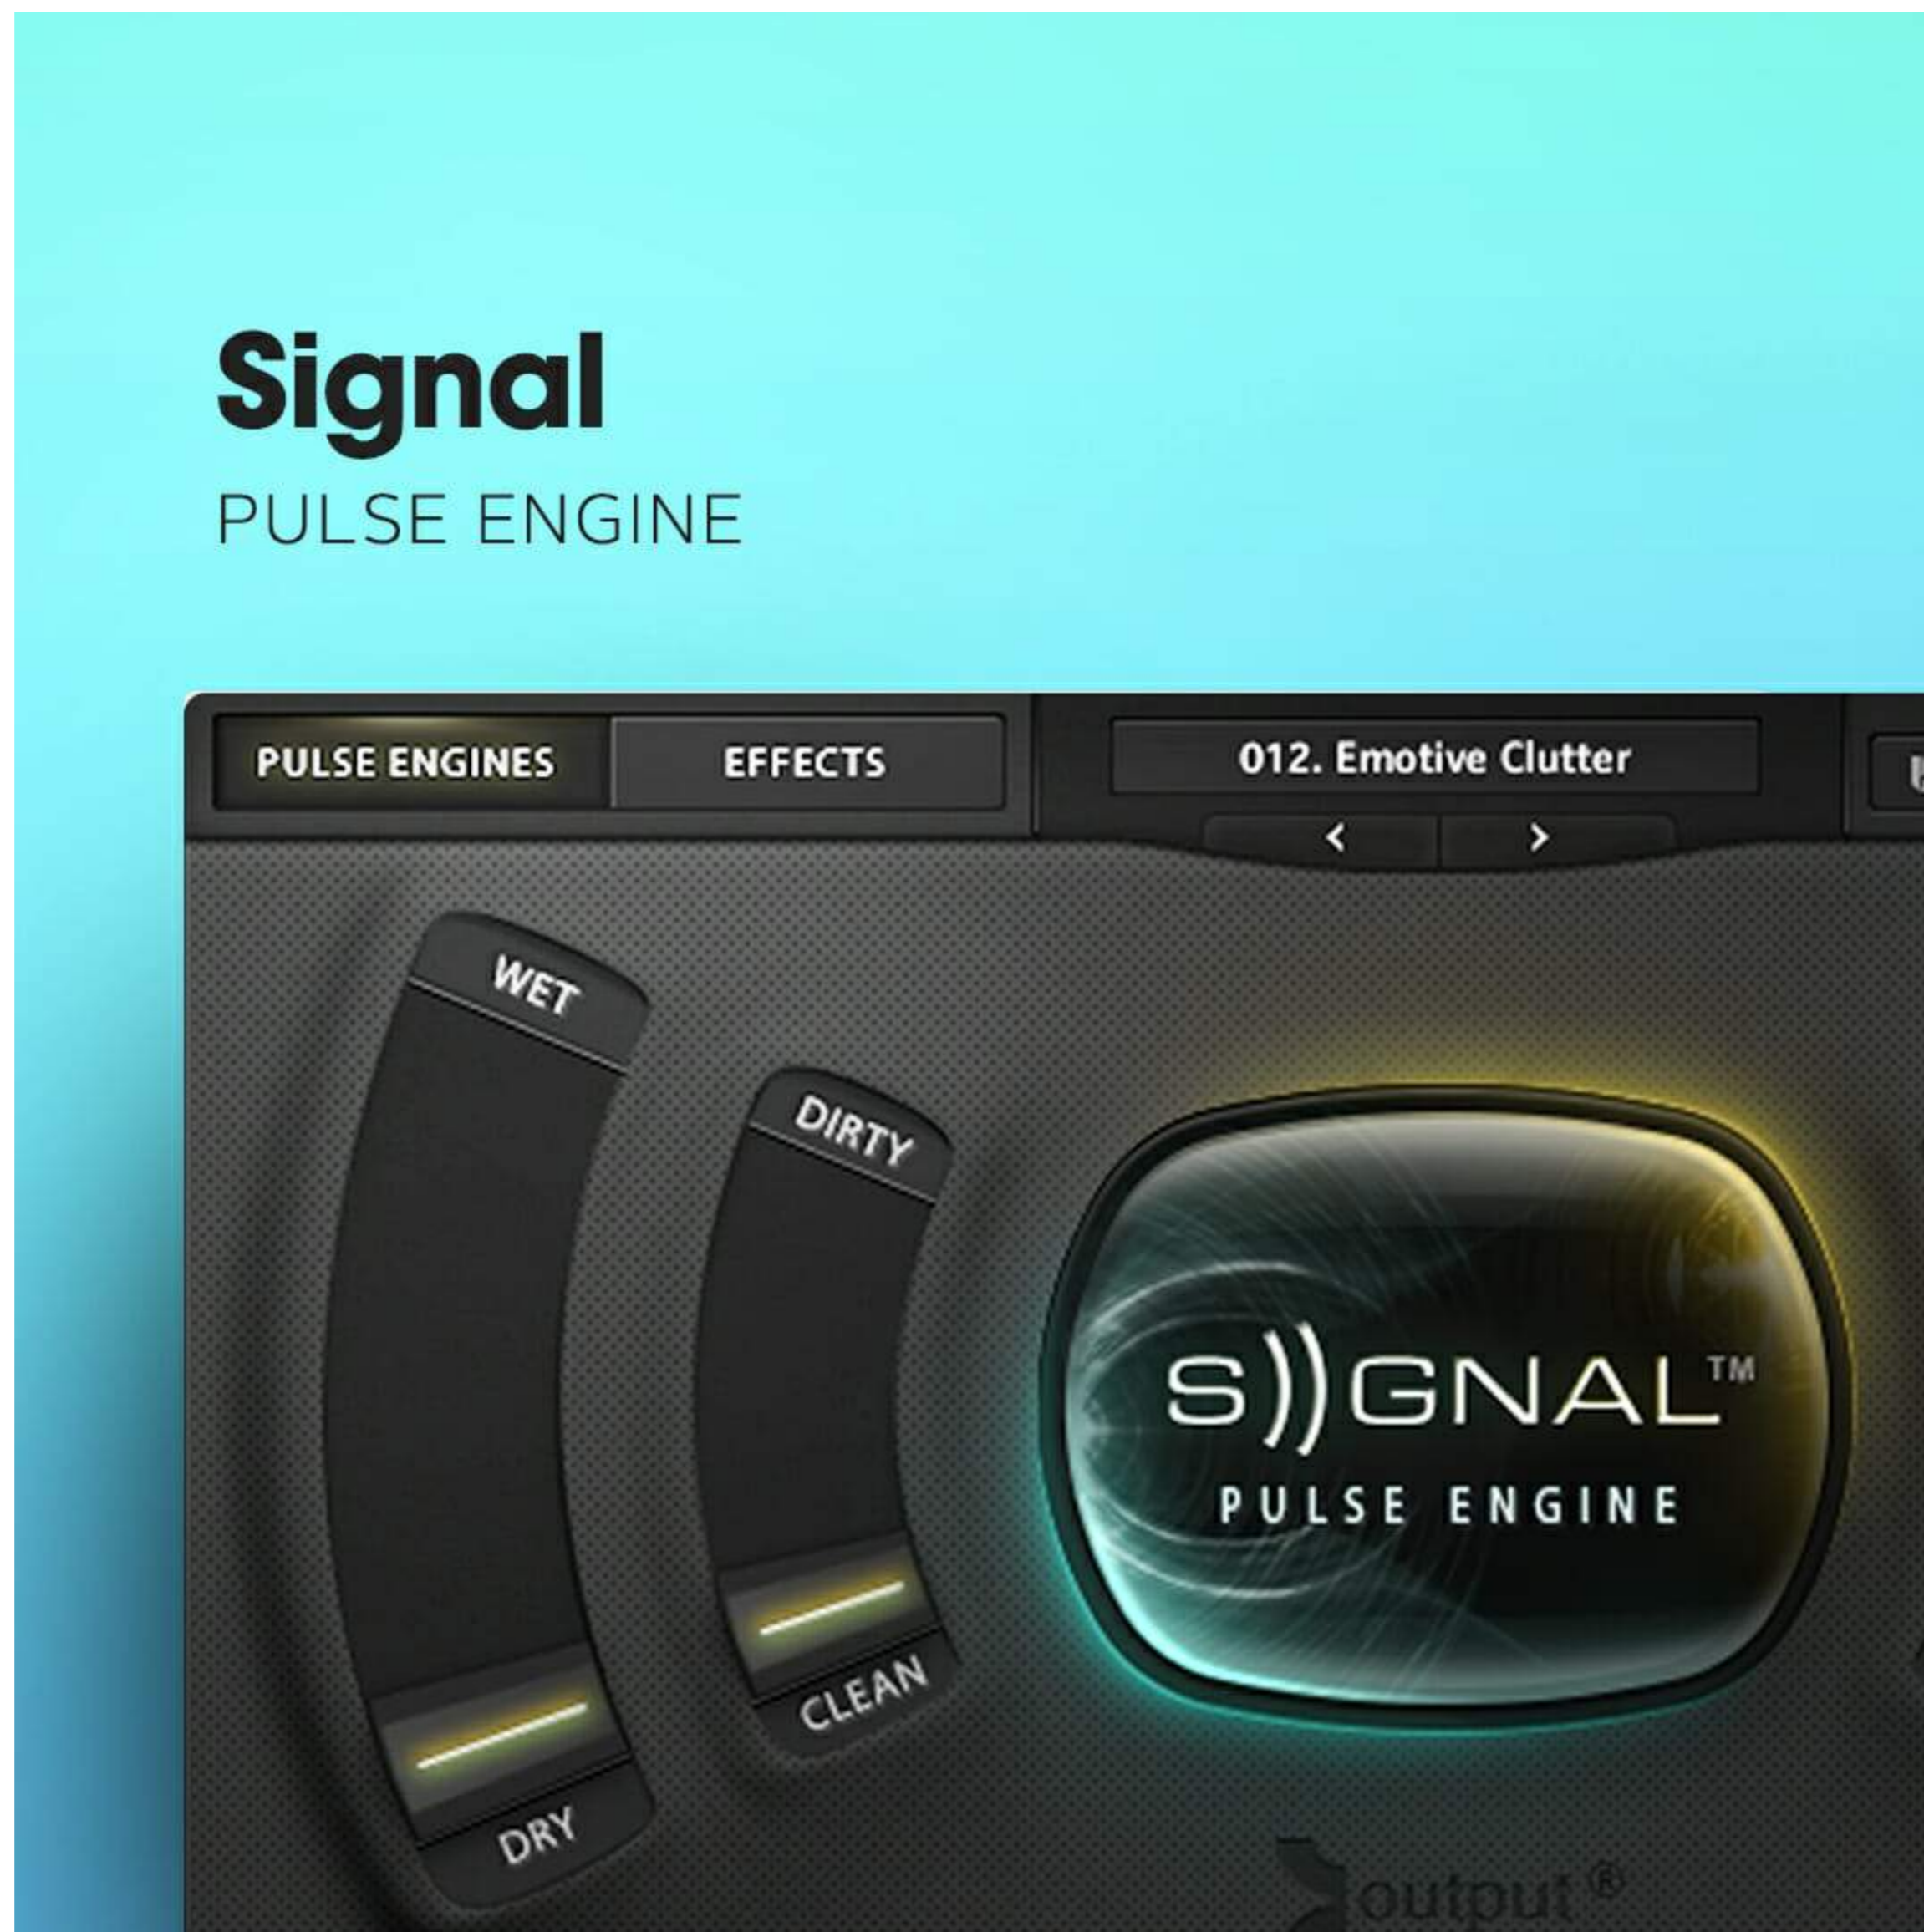 Signal
PULSE ENGINE
PULSE ENGINES
EFFECTS
012. Emotive Clutter
< >
WET
DIRTY
S))GNAL™
PULSE ENGINE
CLEAN
DRY
output®